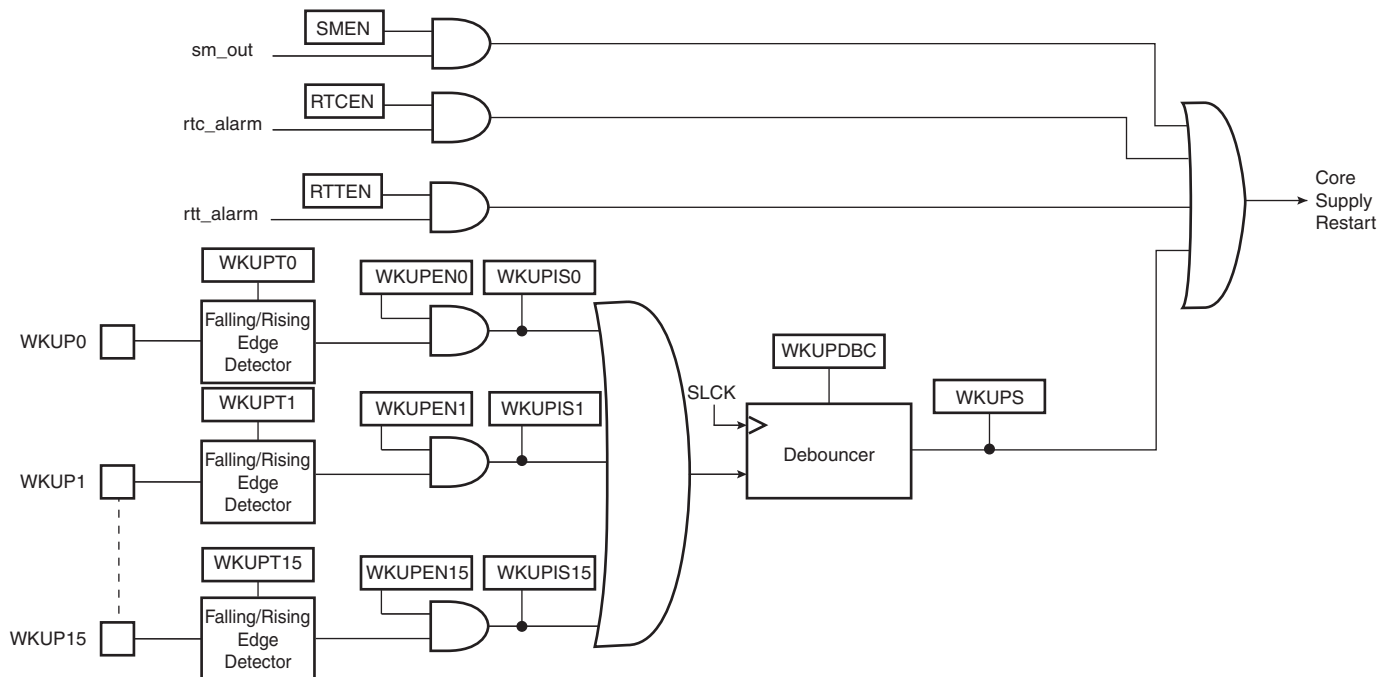 SMEN
sm_out
RTCEN
rtc_alarm
RTTEN
rtt_alarm
Core
Supply
Restart
WKUPT0
WKUPEN0
WKUPIS0
WKUP0
Falling/Rising
Edge
Detector
WKUPDBC
WKUPT1
WKUPEN1
WKUPIS1
SLCK
WKUPS
Debouncer
WKUP1
Falling/Rising
Edge
Detector
WKUPT15
WKUPEN15
WKUPIS15
WKUP15
Falling/Rising
Edge
Detector